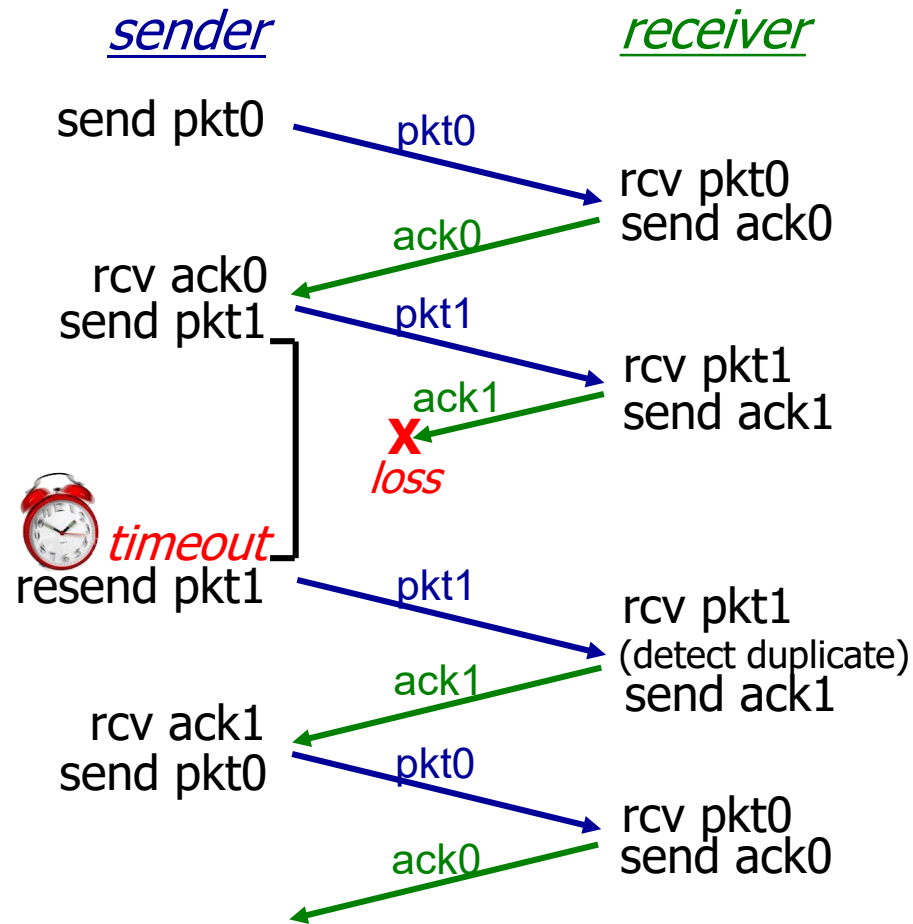 sender
receiver
send pkt0
pkt0
rcv pkt0
send ack0
ack0
rcv ack0
send pkt1
pkt1
rcv pkt1
send ack1
ack1
X
loss
timeout
resend pkt1
pkt1
rcv pkt1
(detect duplicate)
send ack1
ack1
rcv ack1
send pkt0
pkt0
rcv pkt0
send ack0
ack0